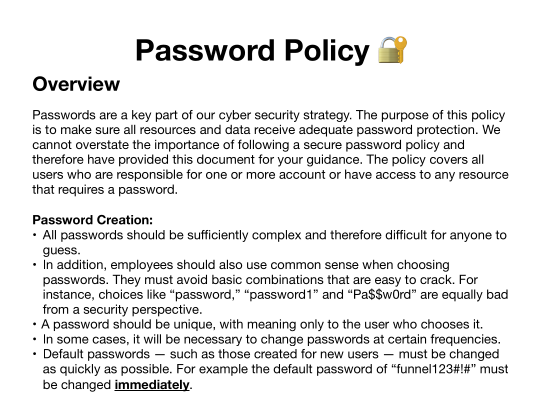 Password Policy 🔐
Overview
Passwords are a key part of our cyber security strategy. The purpose of this policy
is to make sure all resources and data receive adequate password protection. We
cannot overstate the importance of following a secure password policy and
therefore have provided this document for your guidance. The policy covers all
users who are responsible for one or more account or have access to any resource
that requires a password.
Password Creation:
• All passwords should be sufficiently complex and therefore difficult for anyone to
guess.
• In addition, employees should also use common sense when choosing
passwords. They must avoid basic combinations that are easy to crack. For
instance, choices like “password,” “password1” and “Pa$$w0rd” are equally bad
from a security perspective.
• A password should be unique, with meaning only to the user who chooses it.
• In some cases, it will be necessary to change passwords at certain frequencies.
• Default passwords — such as those created for new users — must be changed
as quickly as possible. For example the default password of “funnel123#!#” must
be changed immediately.